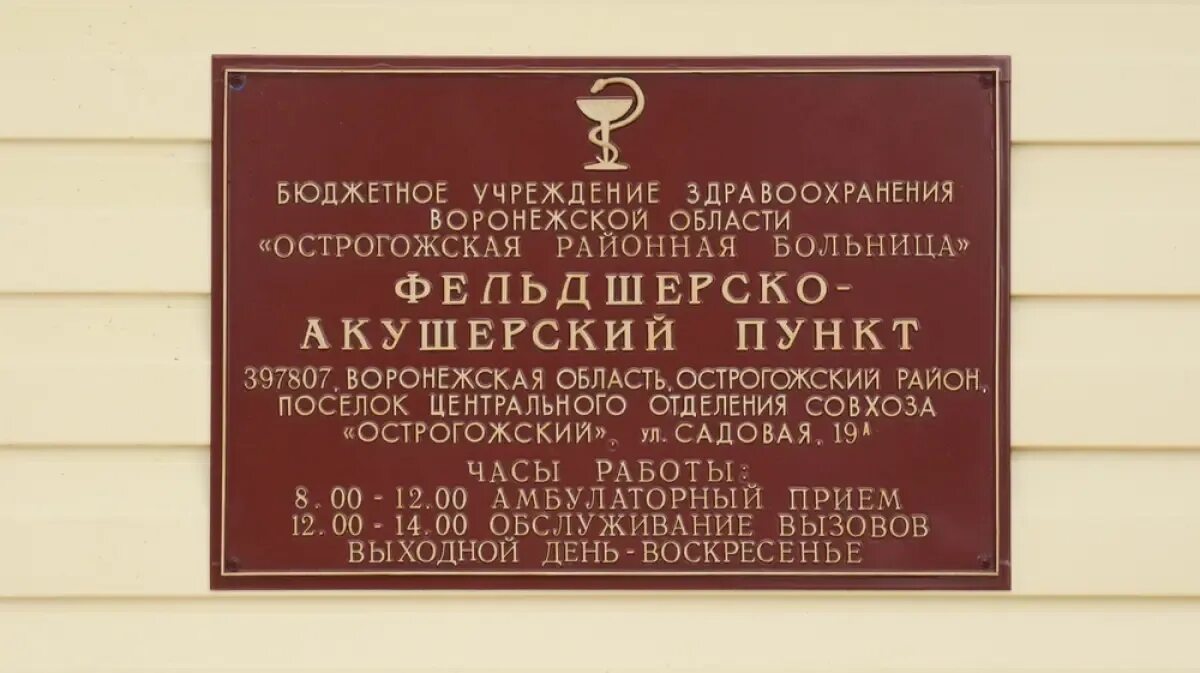 БЮДЖЕТНОЕ УЧРЕЖДЕНИЕ ЗДРАВООХРАНЕНИЯ
ВОРОНЕЖСКОЙ ОБЛАСТИ
«ОСТРОГОЖСКАЯ РАЙОННАЯ БОЛЬНИЦА»
ФЕЛЬДШЕРСКО-
АКУШЕРСКИЙ ПУНКТ
397807, ВОРОНЕЖСКАЯ ОБЛАСТЬ, ОСТРОГОЖСКИЙ РАЙОН,
ПОСЕЛОК ЦЕНТРАЛЬНОГО ОТДЕЛЕНИЯ СОВХОЗА
«ОСТРОГОЖСКИЙ», ул. САДОВАЯ, 19А
ЧАСЫ РАБОТЫ:
8.00 - 12.00 АМБУЛАТОРНЫЙ ПРИЕМ
12.00 - 14.00 ОБСЛУЖИВАНИЕ ВЫЗОВОВ
ВЫХОДНОЙ ДЕНЬ - ВОСКРЕСЕНЬЕ